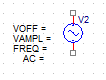 V2
VOFF =
VAMPL =
FREQ =
AC =